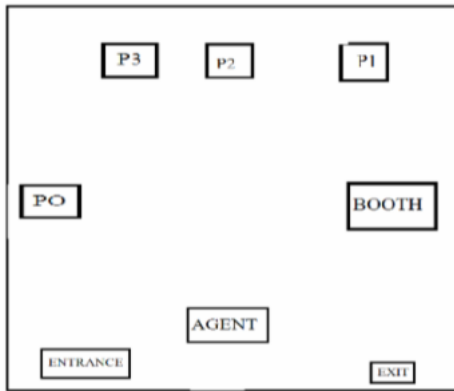 P3
P2
P1
PO
BOOTH
AGENT
ENTRANCE
EXIT